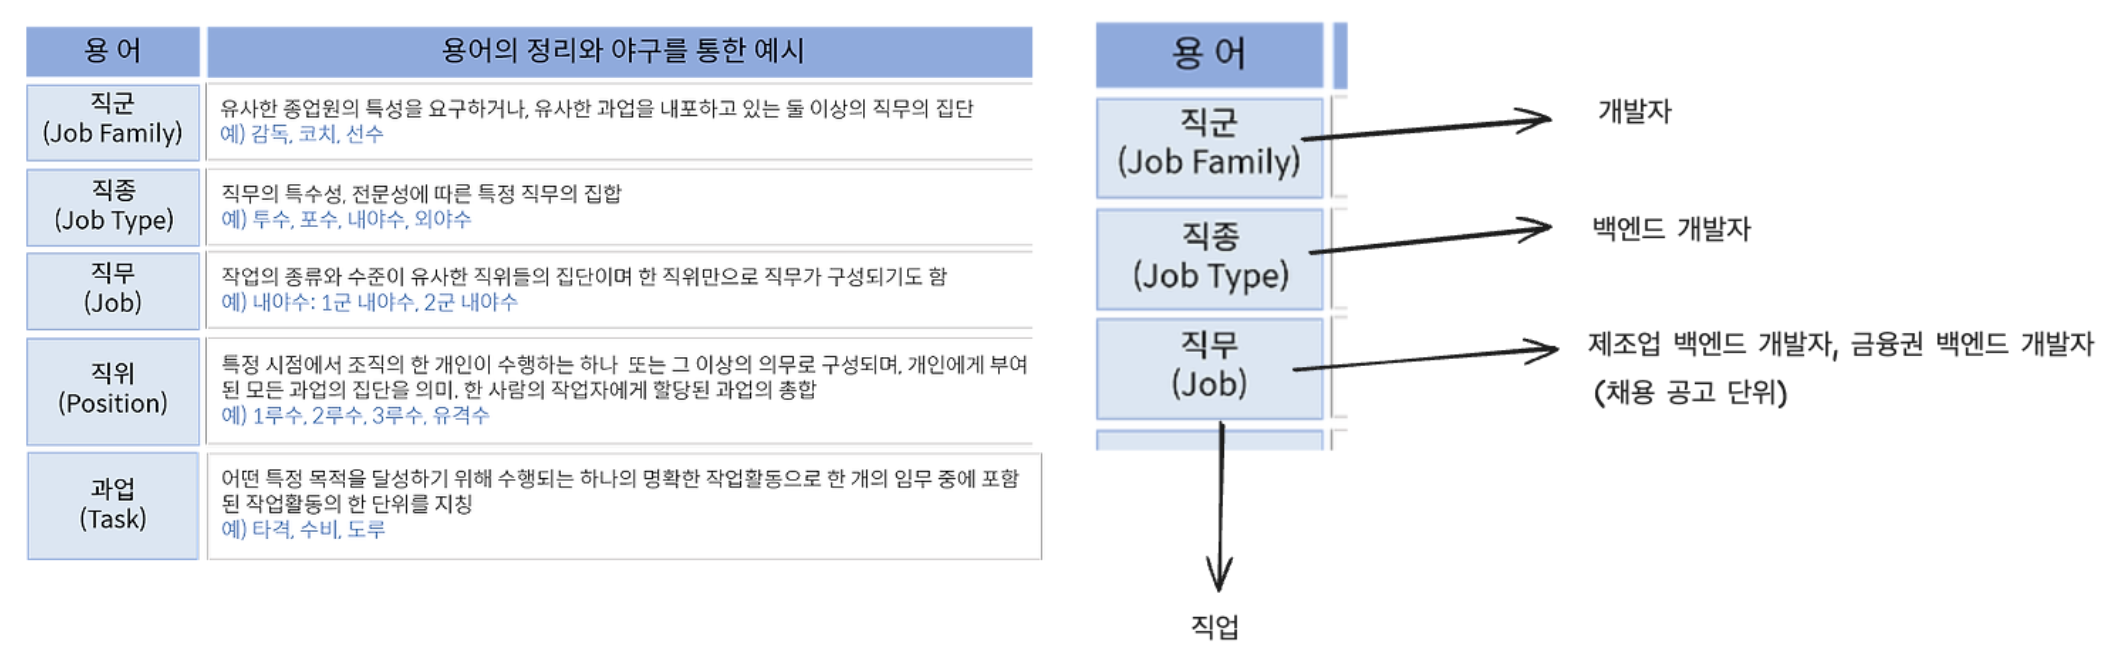 용 어
용어의 정리와 야구를 통한 예시
직군
(Job Family)
유사한 종업원의 특성을 요구하거나, 유사한 과업을 내포하고 있는 둘 이상의 직무의 집단
예) 감독, 코치, 선수
직종
(Job Type)
직무의 특수성, 전문성에 따른 특정 직무의 집합
예) 투수, 포수, 내야수, 외야수
직무
(Job)
작업의 종류와 수준이 유사한 직위들의 집단이며 한 직위만으로 직무가 구성되기도 함
예) 내야수: 1군 내야수, 2군 내야수
직위
(Position)
특정 시점에서 조직의 한 개인이 수행하는 하나 또는 그 이상의 의무로 구성되며, 개인에게 부여
된 모든 과업의 집단을 의미. 한 사람의 작업자에게 할당된 과업의 총합
예) 1루수, 2루수, 3루수, 유격수
과업
(Task)
어떤 특정 목적을 달성하기 위해 수행되는 하나의 명확한 작업활동으로 한 개의 임무 중에 포함
된 작업활동의 한 단위를 지칭
예) 타격, 수비, 도루
용 어
직군
(Job Family)
개발자
직종
(Job Type)
백엔드 개발자
직무
(Job)
제조업 백엔드 개발자, 금융권 백엔드 개발자
(채용 공고 단위)
직업